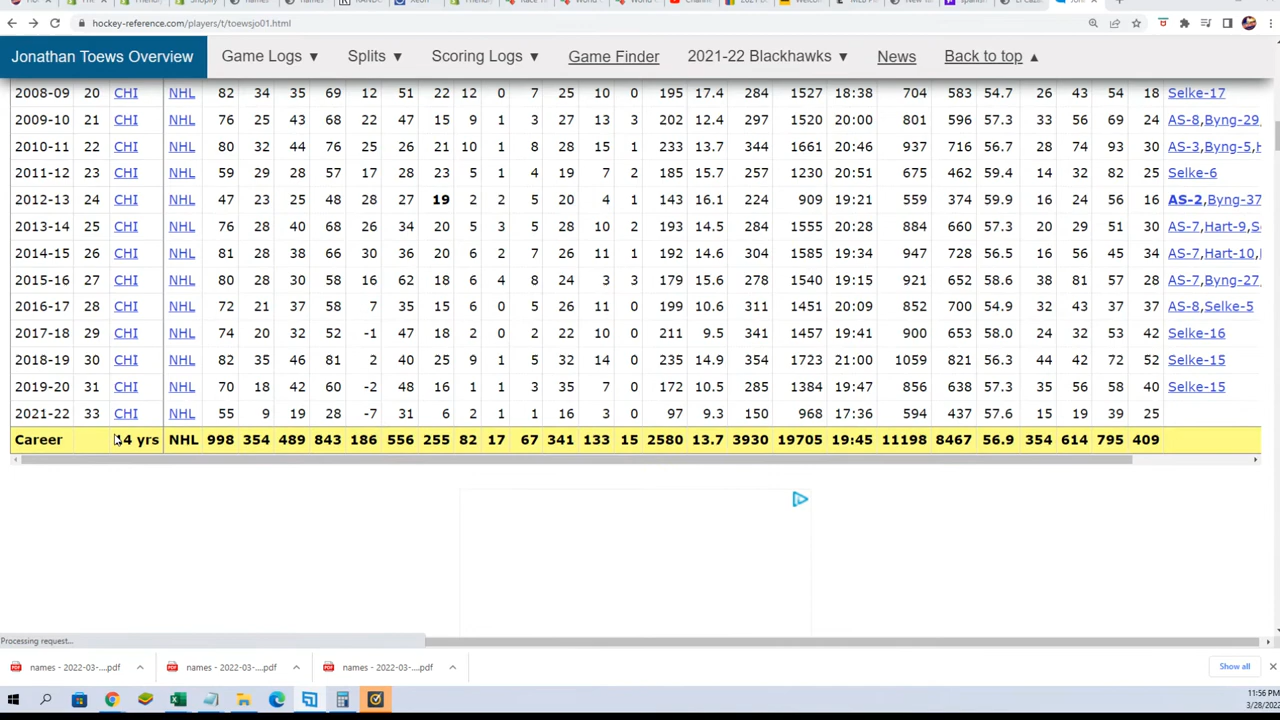 hockey-reference.com/players/t/toewsjo01.html
Jonathan Toews Overview Game Logs ▼ Splits ▼ Scoring Logs ▼ Game Finder 2021-22 Blackhawks ▼ News Back to top ▲
2008-09 20 CHI NHL 82 34 35 69 12 51 22 12 0 7 25 10 0 195 17.4 284 1527 18:38 704 583 54.7 26 43 54 18 Selke-17
2009-10 21 CHI NHL 76 25 43 68 22 47 15 9 1 3 27 13 3 202 12.4 297 1520 20:00 801 596 57.3 33 56 69 24 AS-8,Byng-29,
2010-11 22 CHI NHL 80 32 44 76 25 26 21 10 1 8 28 15 1 233 13.7 344 1661 20:46 937 716 56.7 28 74 93 30 AS-3,Byng-5,H
2011-12 23 CHI NHL 59 29 28 57 17 28 23 5 1 4 19 7 2 185 15.7 257 1230 20:51 675 462 59.4 14 32 82 25 Selke-6
2012-13 24 CHI NHL 47 23 25 48 28 27 19 2 2 5 20 4 1 143 16.1 224 909 19:21 559 374 59.9 16 24 56 16 AS-2,Byng-37
2013-14 25 CHI NHL 76 28 40 68 26 34 20 5 3 5 28 10 2 193 14.5 284 1555 20:28 884 660 57.3 20 29 51 30 AS-7,Hart-9,S
2014-15 26 CHI NHL 81 28 38 66 30 36 20 6 2 7 26 11 1 192 14.6 304 1585 19:34 947 728 56.5 16 56 45 34 AS-7,Hart-10,
2015-16 27 CHI NHL 80 28 30 58 16 62 18 6 4 8 24 3 3 179 15.6 258 1540 19:15 921 652 58.6 38 81 57 28 AS-7,Byng-27,
2016-17 28 CHI NHL 72 21 37 58 7 35 15 6 0 5 26 11 0 199 10.6 311 1451 20:09 852 700 54.9 32 43 37 37 AS-8,Selke-5
2017-18 29 CHI NHL 74 20 32 52 -1 47 18 2 0 2 22 10 0 211 9.5 341 1457 19:41 900 653 58.0 24 32 53 42 Selke-16
2018-19 30 CHI NHL 82 35 46 81 2 40 25 9 1 5 32 14 0 235 14.9 354 1723 21:00 1059 821 56.3 44 42 72 52 Selke-15
2019-20 31 CHI NHL 70 18 42 60 -2 48 16 1 1 3 35 7 0 172 10.5 285 1384 19:47 856 638 57.3 35 56 58 40 Selke-15
2021-22 33 CHI NHL 55 9 19 28 -7 31 6 2 1 1 16 3 0 97 9.3 150 968 17:36 594 437 57.6 15 19 39 25
Career 14 yrs NHL 998 354 489 843 186 556 255 82 17 67 341 133 15 2580 13.7 3930 19705 19:45 11198 8467 56.9 354 614 795 409
Processing request...
names - 2022-03-....pdf names - 2022-03-....pdf names - 2022-03-....pdf Show all
11:56 PM
3/28/2022